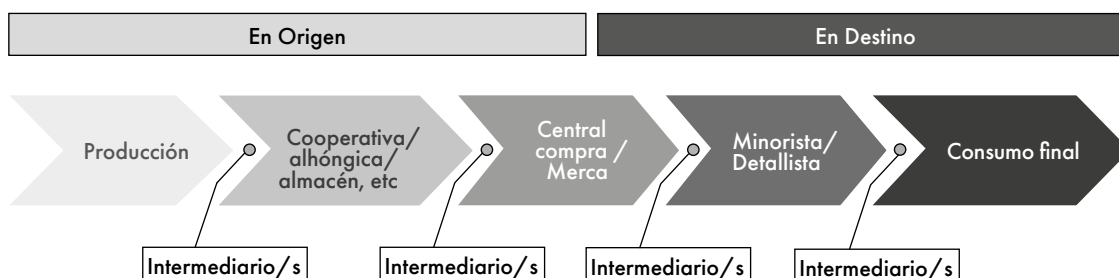 En Origen
En Destino
Producción
Cooperativa/
alhóngica/
almacén, etc
Central
compra /
Merca
Minorista/
Detallista
Consumo final
Intermediario/s
Intermediario/s
Intermediario/s
Intermediario/s